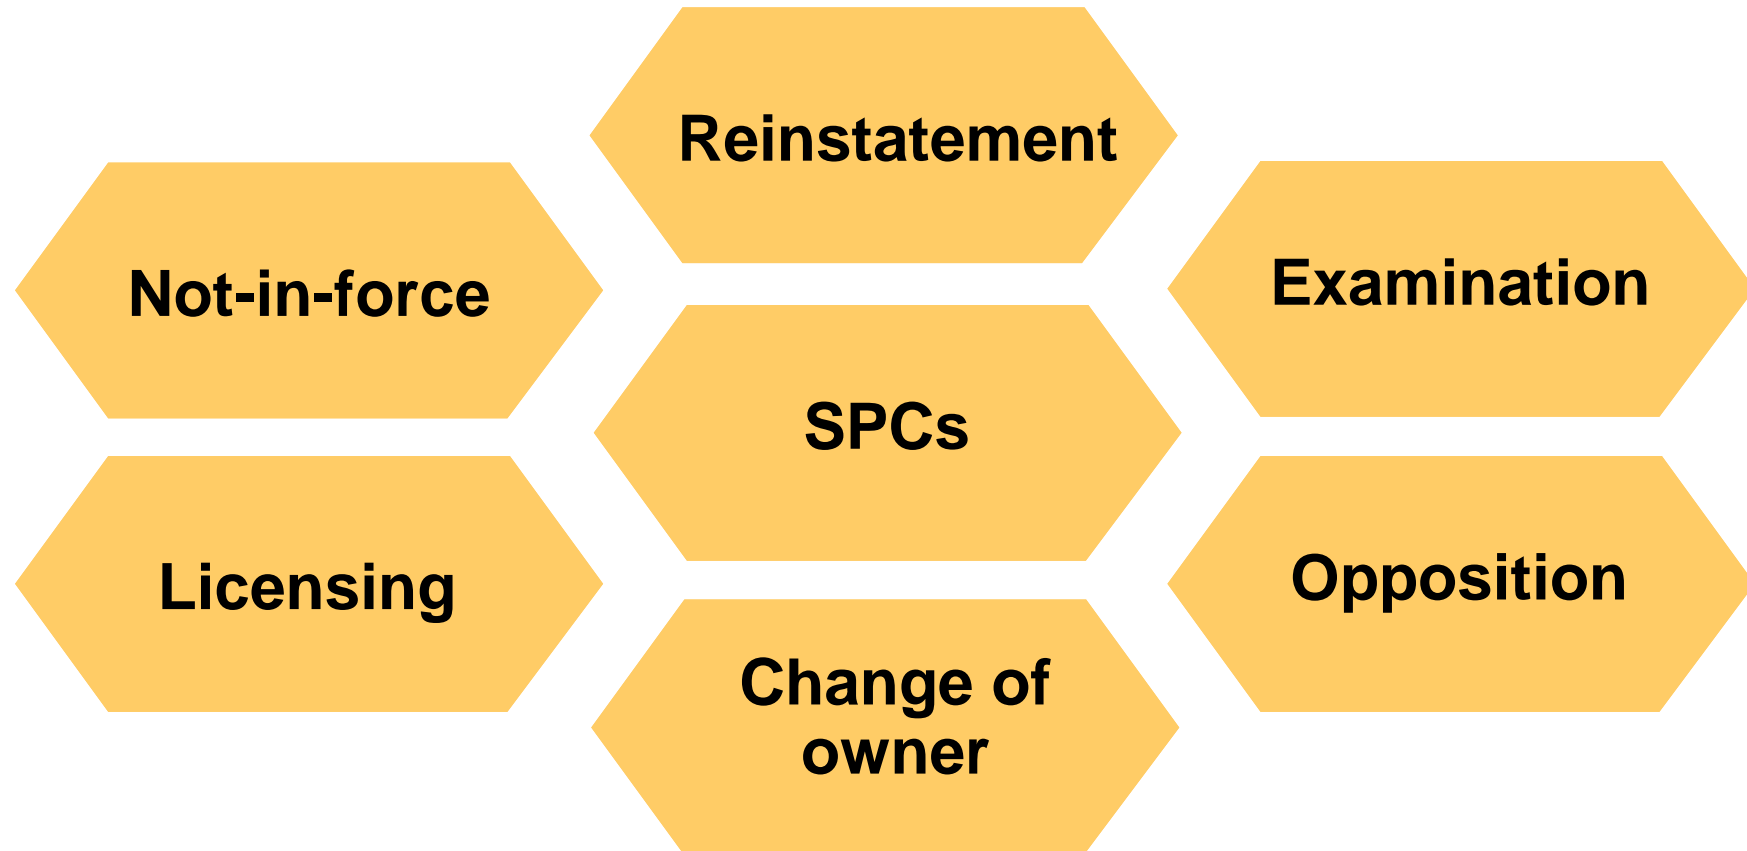 Reinstatement
Not-in-force
Examination
SPCs
Licensing
Opposition
Change of
owner